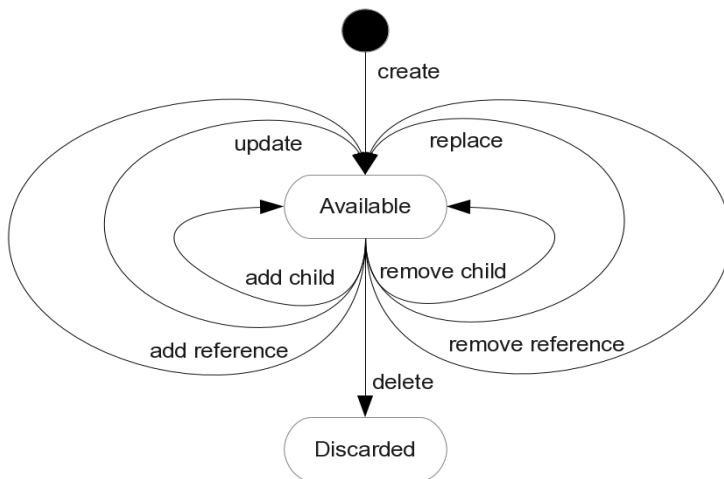 create
update
replace
Available
add child
remove child
add reference
remove reference
delete
Discarded